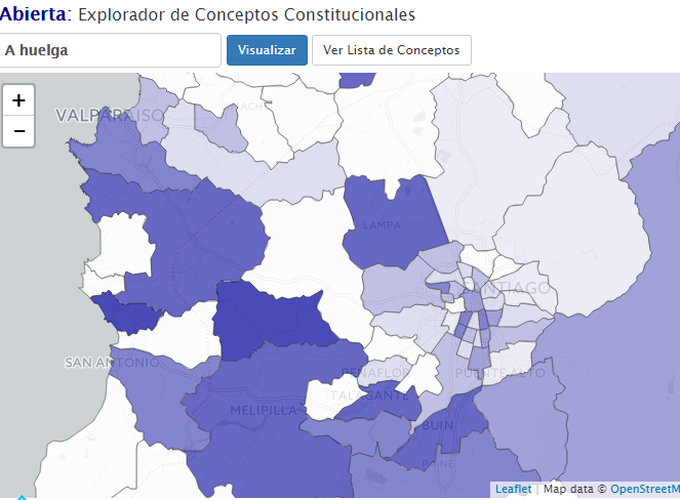 Abierta: Explorador de Conceptos Constitucionales
A huelga
Visualizar
Ver Lista de Conceptos
+
−
VALPARAISO
LAMPA
SANTIAGO
SAN ANTONIO
PEÑAFLOR
PUENTE ALTO
TALAGANTE
MELIPILLA
BUIN
PAINE
Leaflet | Map data © OpenStreetM